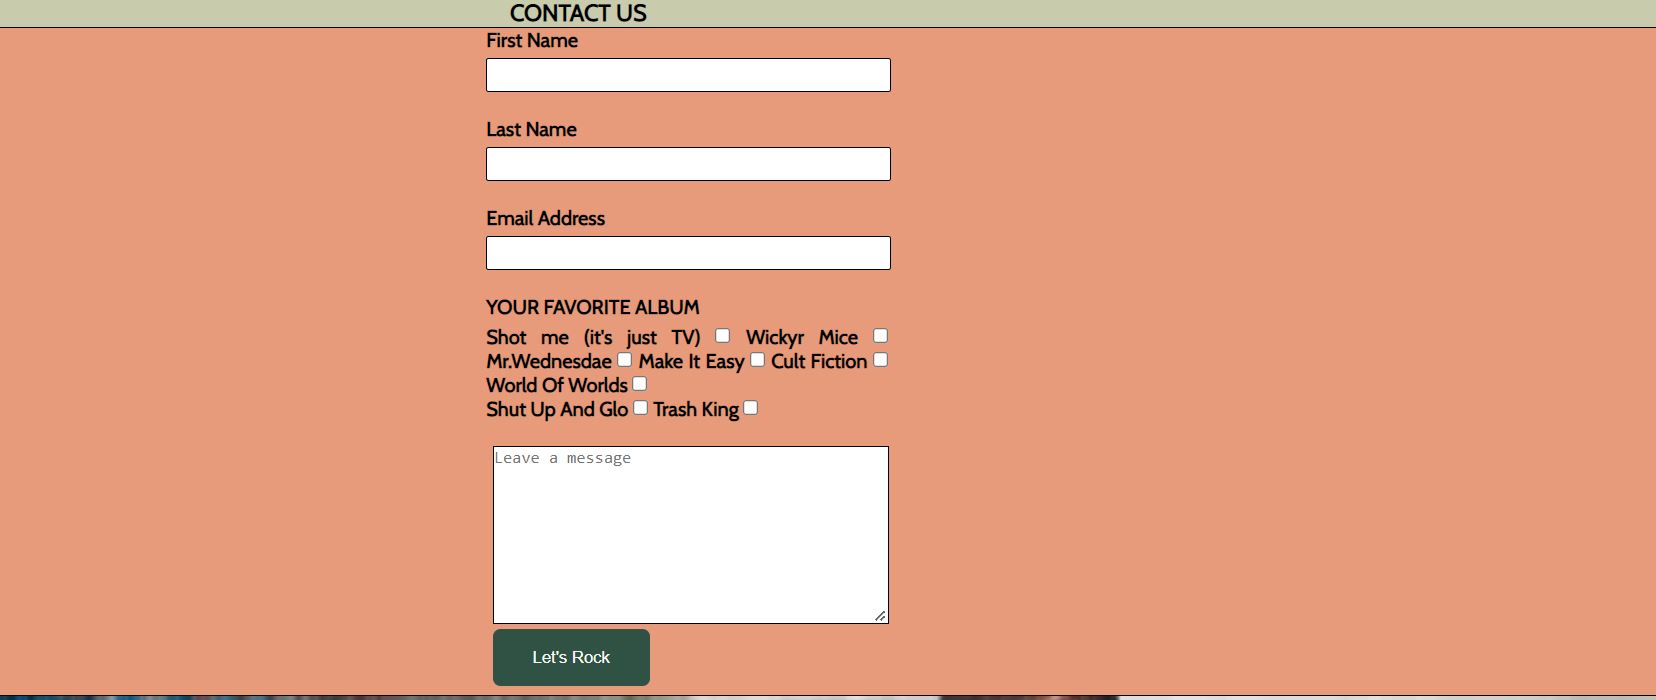 CONTACT US
First Name
Last Name
Email Address
YOUR FAVORITE ALBUM
Shot me (it's just TV) Wickyr Mice
Mr.Wednesdae Make It Easy Cult Fiction
World Of Worlds
Shut Up And Glo Trash King
Leave a message
Let's Rock